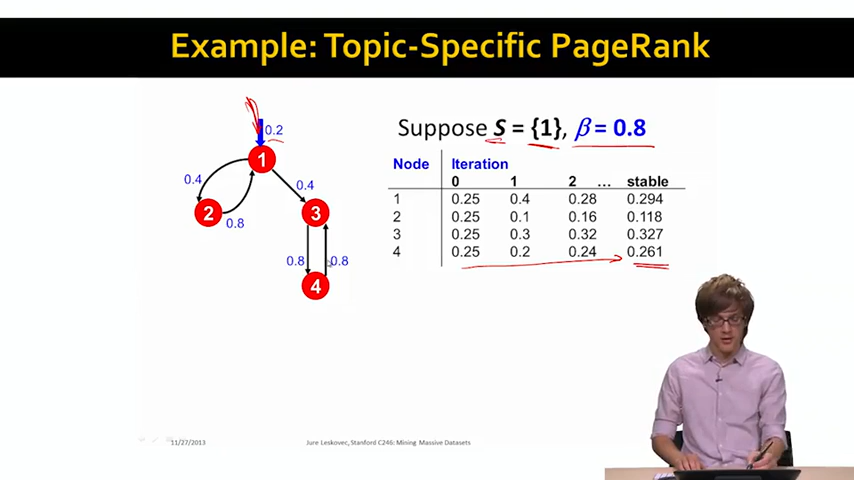 Example: Topic-Specific PageRank
Suppose S = {1}, β = 0.8
0.2
1
0.4
0.4
2
3
0.8
0.8
0.8
4
Node Iteration
0 1 2 … stable
1 0.25 0.4 0.28 0.294
2 0.25 0.1 0.16 0.118
3 0.25 0.3 0.32 0.327
4 0.25 0.2 0.24 0.261
11/27/2013
Jure Leskovec, Stanford C246: Mining Massive Datasets